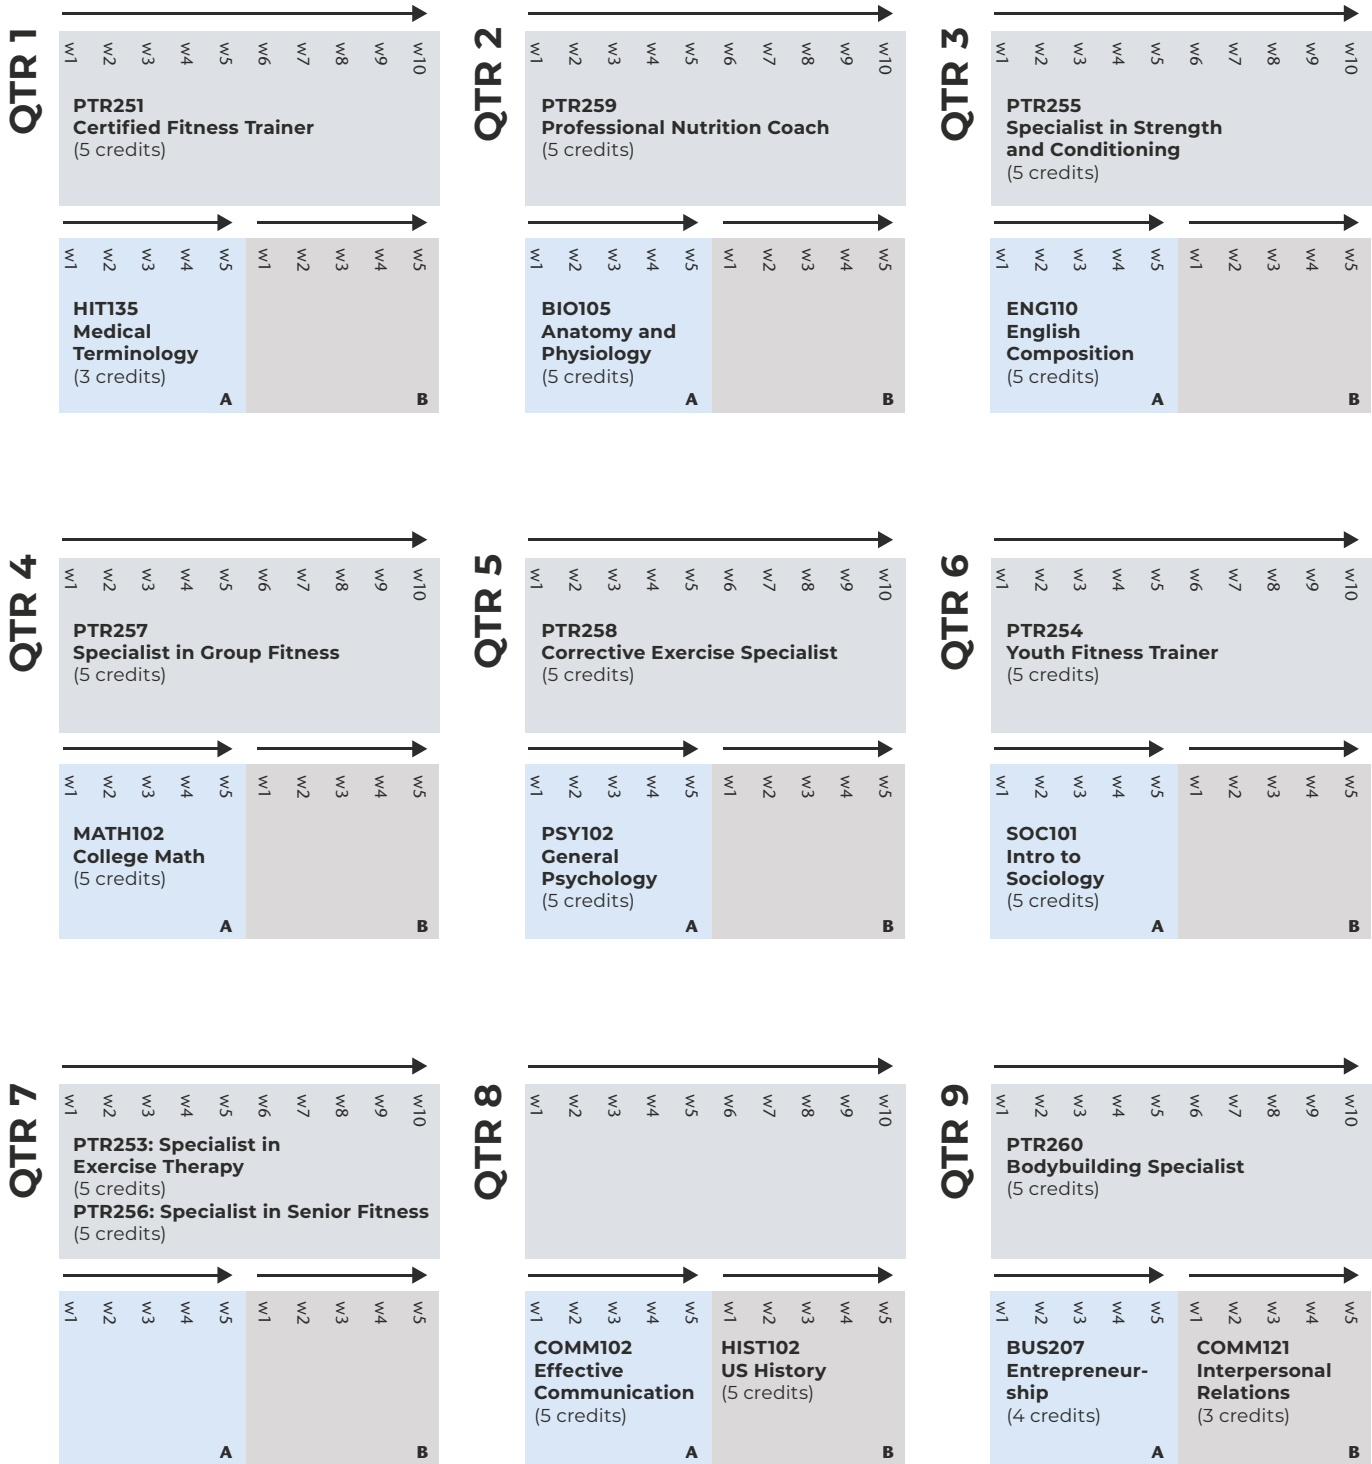 QTR 1
w1 w2 w3 w4 w5 w6 w7 w8 w9 w10
PTR251
Certified Fitness Trainer
(5 credits)
w1 w2 w3 w4 w5 w1 w2 w3 w4 w5
HIT135
Medical
Terminology
(3 credits)
A
B
QTR 2
w1 w2 w3 w4 w5 w6 w7 w8 w9 w10
PTR259
Professional Nutrition Coach
(5 credits)
w1 w2 w3 w4 w5 w1 w2 w3 w4 w5
BIO105
Anatomy and
Physiology
(5 credits)
A
B
QTR 3
w1 w2 w3 w4 w5 w6 w7 w8 w9 w10
PTR255
Specialist in Strength
and Conditioning
(5 credits)
w1 w2 w3 w4 w5 w1 w2 w3 w4 w5
ENG110
English
Composition
(5 credits)
A
B
QTR 4
w1 w2 w3 w4 w5 w6 w7 w8 w9 w10
PTR257
Specialist in Group Fitness
(5 credits)
w1 w2 w3 w4 w5 w1 w2 w3 w4 w5
MATH102
College Math
(5 credits)
A
B
QTR 5
w1 w2 w3 w4 w5 w6 w7 w8 w9 w10
PTR258
Corrective Exercise Specialist
(5 credits)
w1 w2 w3 w4 w5 w1 w2 w3 w4 w5
PSY102
General
Psychology
(5 credits)
A
B
QTR 6
w1 w2 w3 w4 w5 w6 w7 w8 w9 w10
PTR254
Youth Fitness Trainer
(5 credits)
w1 w2 w3 w4 w5 w1 w2 w3 w4 w5
SOC101
Intro to
Sociology
(5 credits)
A
B
QTR 7
w1 w2 w3 w4 w5 w6 w7 w8 w9 w10
PTR253: Specialist in
Exercise Therapy
(5 credits)
PTR256: Specialist in Senior Fitness
(5 credits)
w1 w2 w3 w4 w5 w1 w2 w3 w4 w5
A
B
QTR 8
w1 w2 w3 w4 w5 w6 w7 w8 w9 w10
w1 w2 w3 w4 w5 w1 w2 w3 w4 w5
COMM102
Effective
Communication
(5 credits)
A
HIST102
US History
(5 credits)
B
QTR 9
w1 w2 w3 w4 w5 w6 w7 w8 w9 w10
PTR260
Bodybuilding Specialist
(5 credits)
w1 w2 w3 w4 w5 w1 w2 w3 w4 w5
BUS207
Entrepreneur-
ship
(4 credits)
A
COMM121
Interpersonal
Relations
(3 credits)
B